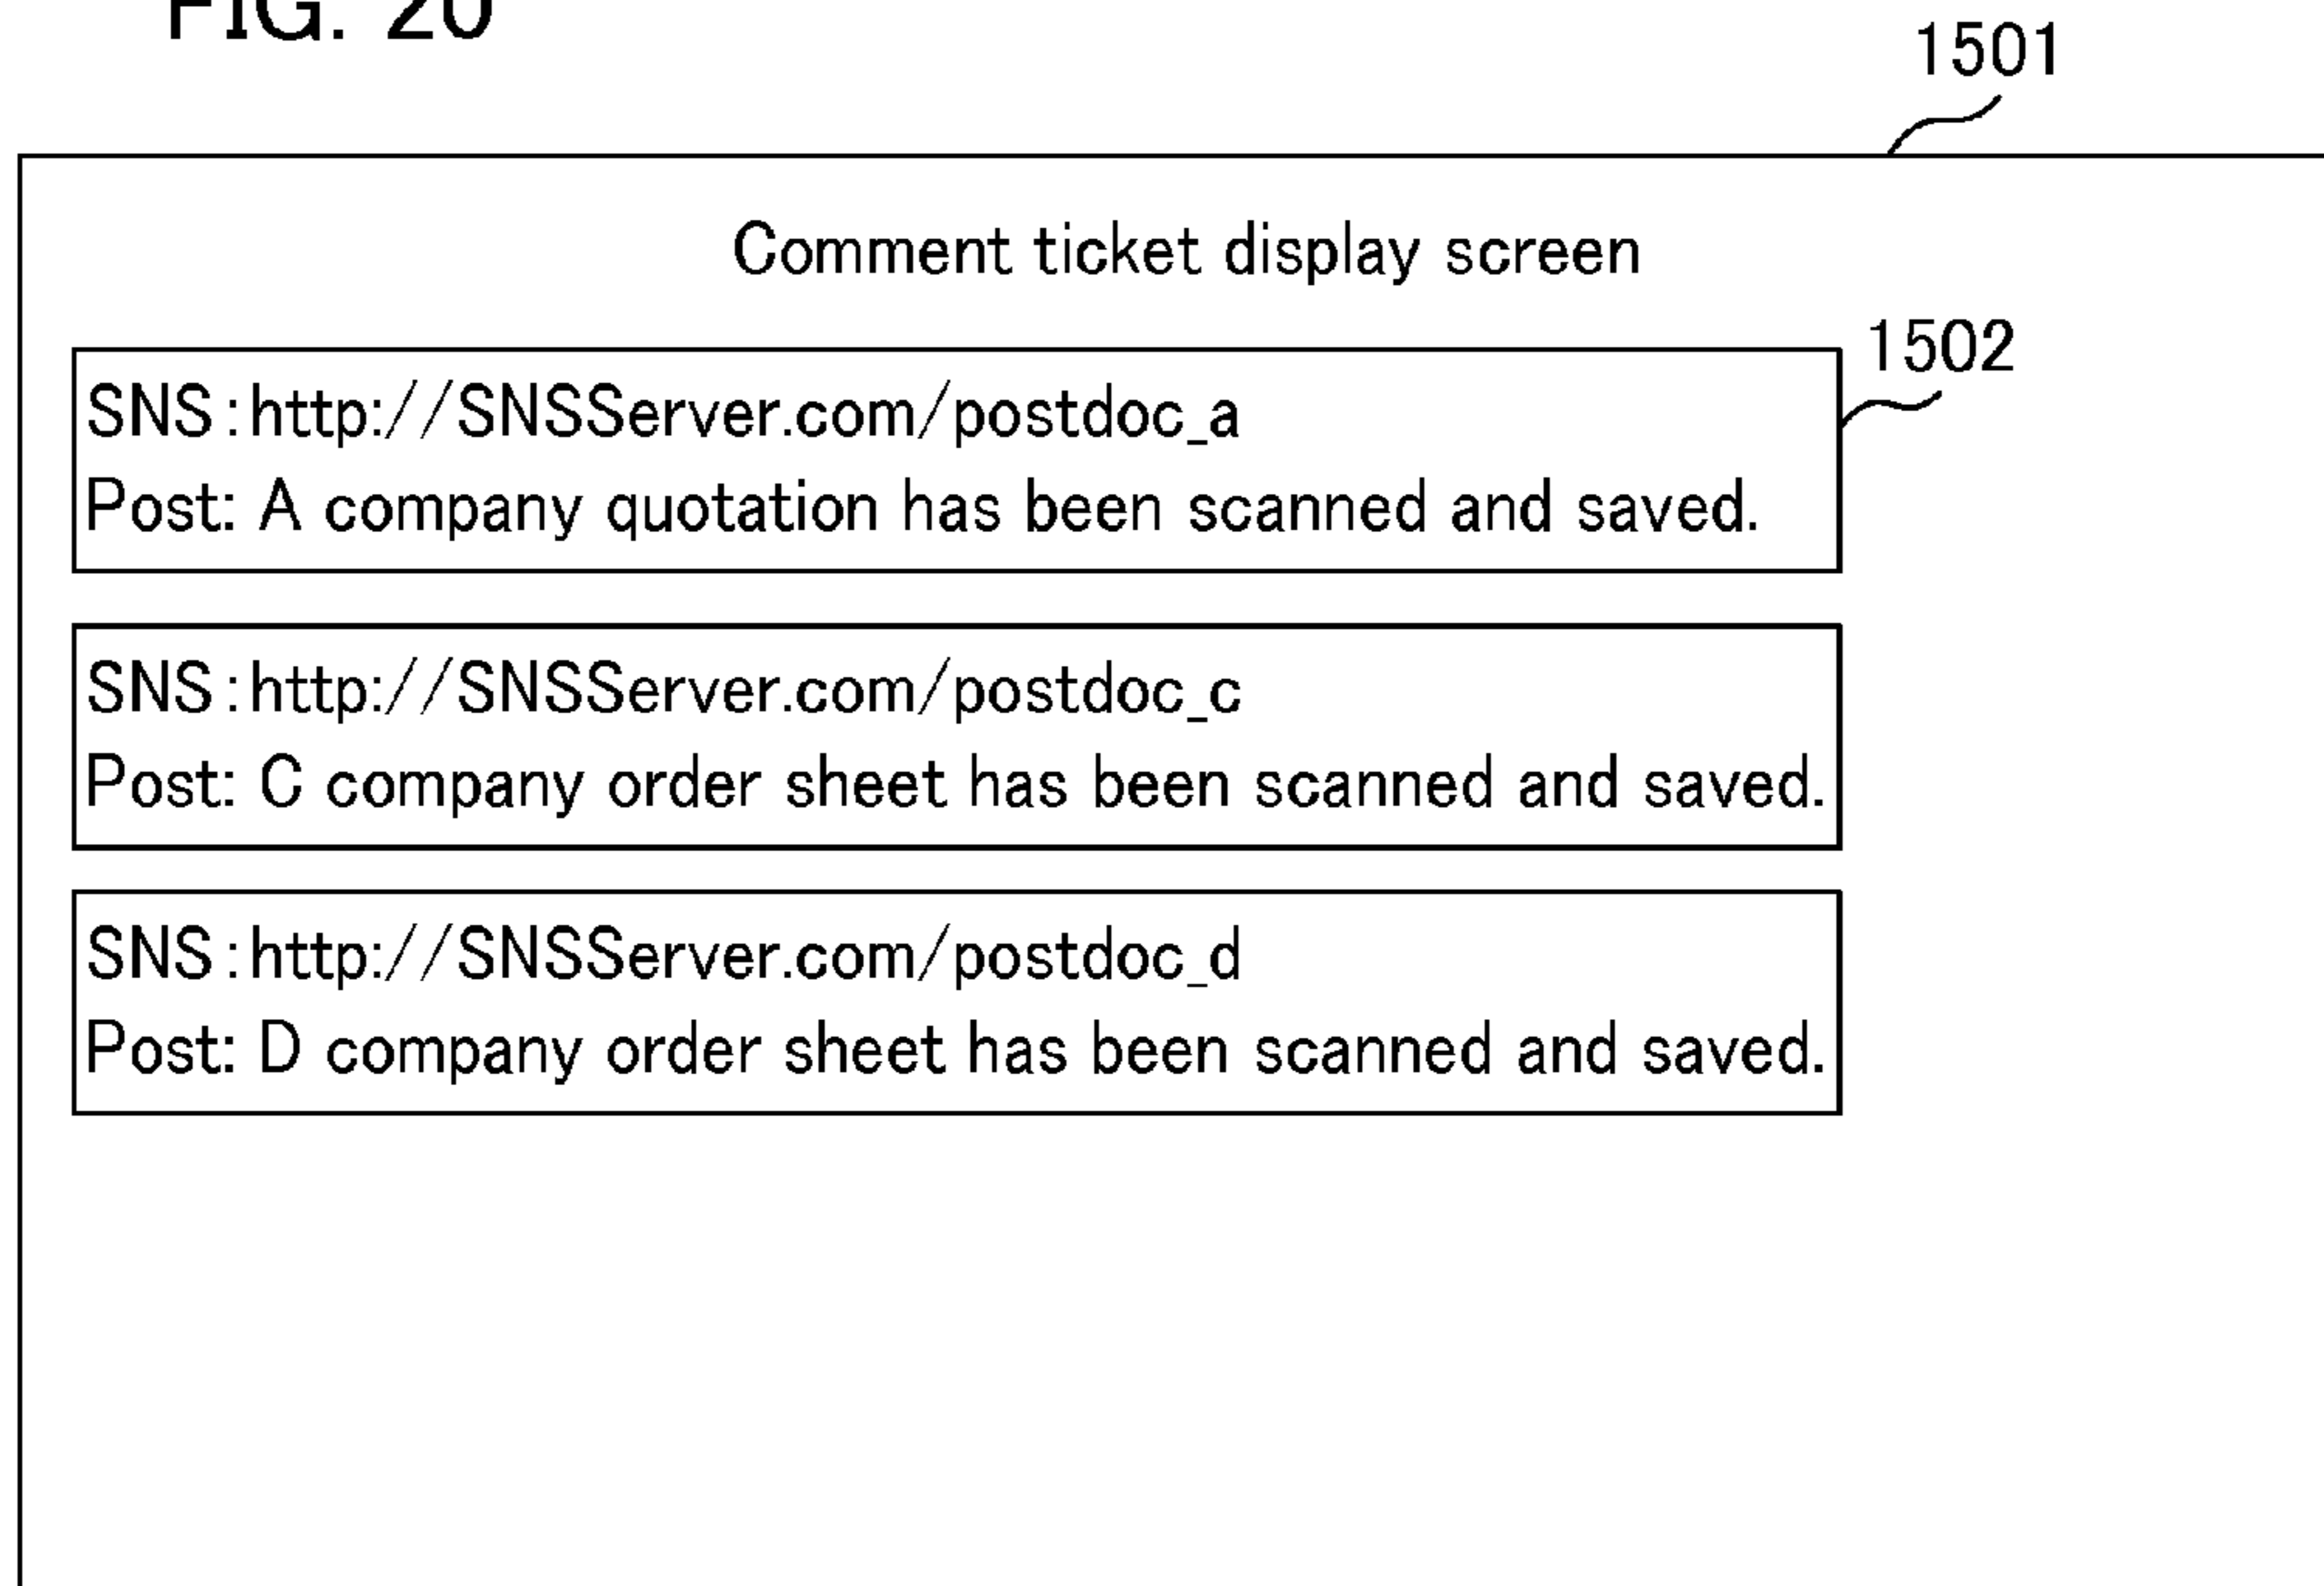 FIG. 20
1501
Comment ticket display screen
1502
SNS:http://SNSServer.com/postdoc_a
Post: A company quotation has been scanned and saved.
SNS:http://SNSServer.com/postdoc_c
Post: C company order sheet has been scanned and saved.
SNS:http://SNSServer.com/postdoc_d
Post: D company order sheet has been scanned and saved.